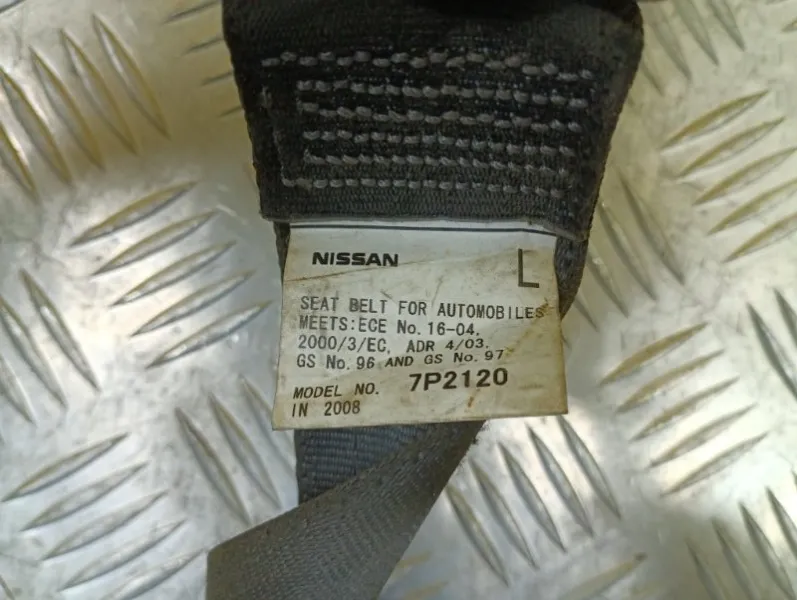 NISSAN L
SEAT BELT FOR AUTOMOBILES
MEETS:ECE No. 16-04,
2000/3/EC, ADR 4/03.
GS No. 96 AND GS No. 97
MODEL NO. 7P2120
IN 2008